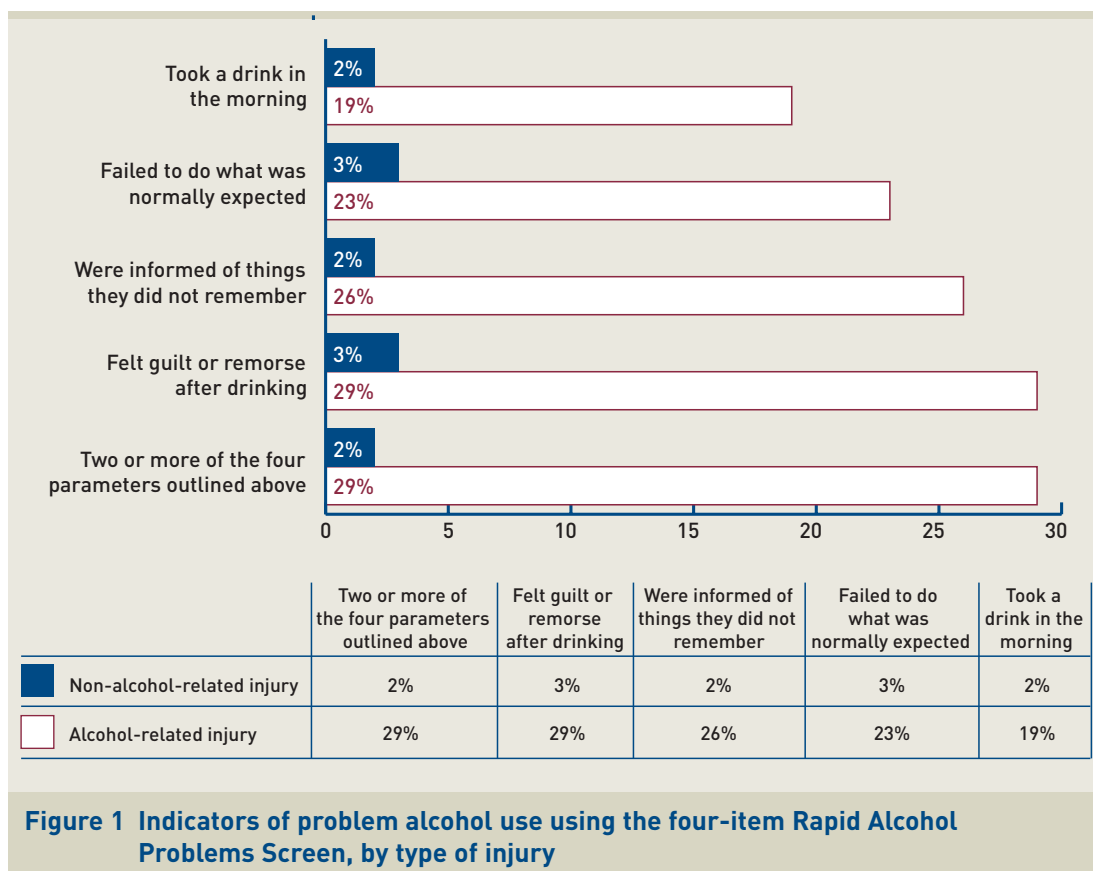 Took a drink in
the morning
2%
19%
Failed to do what was
normally expected
3%
23%
Were informed of things
they did not remember
2%
26%
Felt guilt or remorse
after drinking
3%
29%
Two or more of the four
parameters outlined above
2%
29%
0 5 10 15 20 25 30
Two or more of
the four parameters
outlined above
Felt guilt or
remorse
after drinking
Were informed of
things they did not
remember
Failed to do
what was
normally expected
Took a
drink in the
morning
Non-alcohol-related injury 2% 3% 2% 3% 2%
Alcohol-related injury 29% 29% 26% 23% 19%
Figure 1 Indicators of problem alcohol use using the four-item Rapid Alcohol
Problems Screen, by type of injury